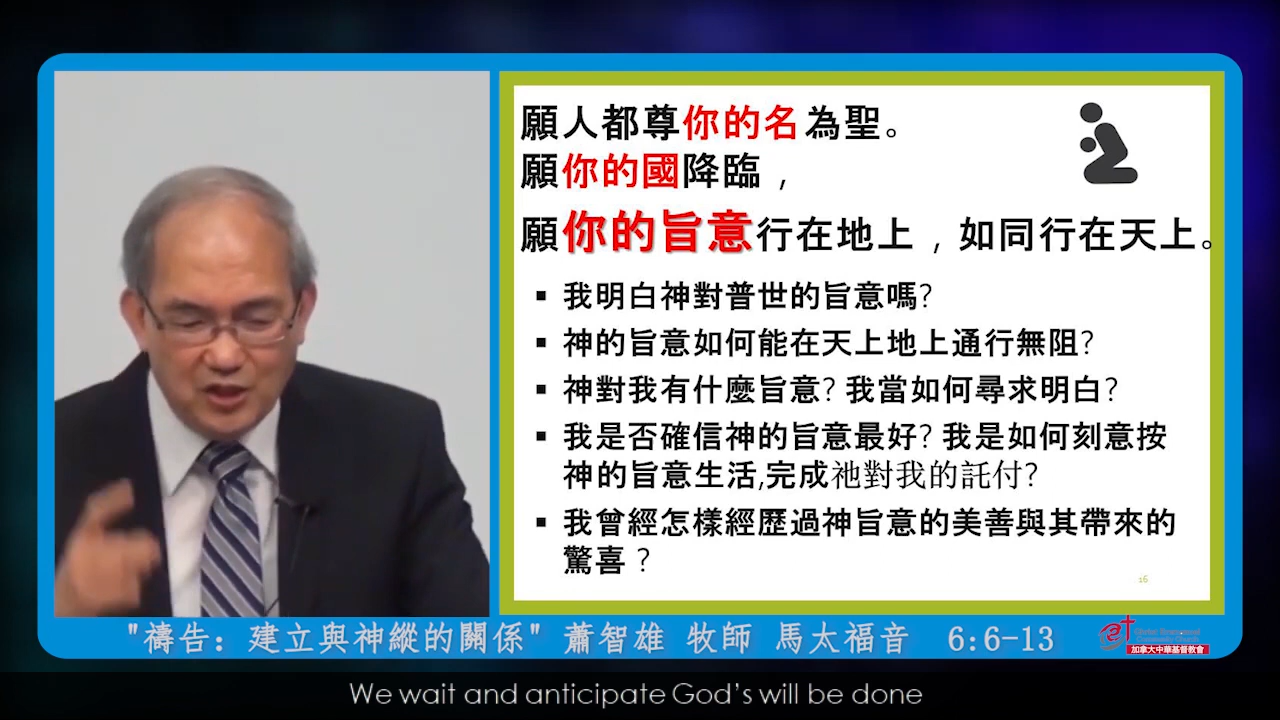 願人都尊你的名為聖。
願你的國降臨，
願你的旨意行在地上，如同行在天上。
▪ 我明白神對普世的旨意嗎?
▪ 神的旨意如何能在天上地上通行無阻?
▪ 神對我有什麼旨意? 我當如何尋求明白?
▪ 我是否確信神的旨意最好? 我是如何刻意按
神的旨意生活,完成祂對我的託付?
▪ 我曾經怎樣經歷過神旨意的美善與其帶來的
驚喜？
16
"禱告: 建立與神縱的關係" 蕭智雄 牧師 馬太福音 6:6-13
加拿大中華基督教會
We wait and anticipate God's will be done